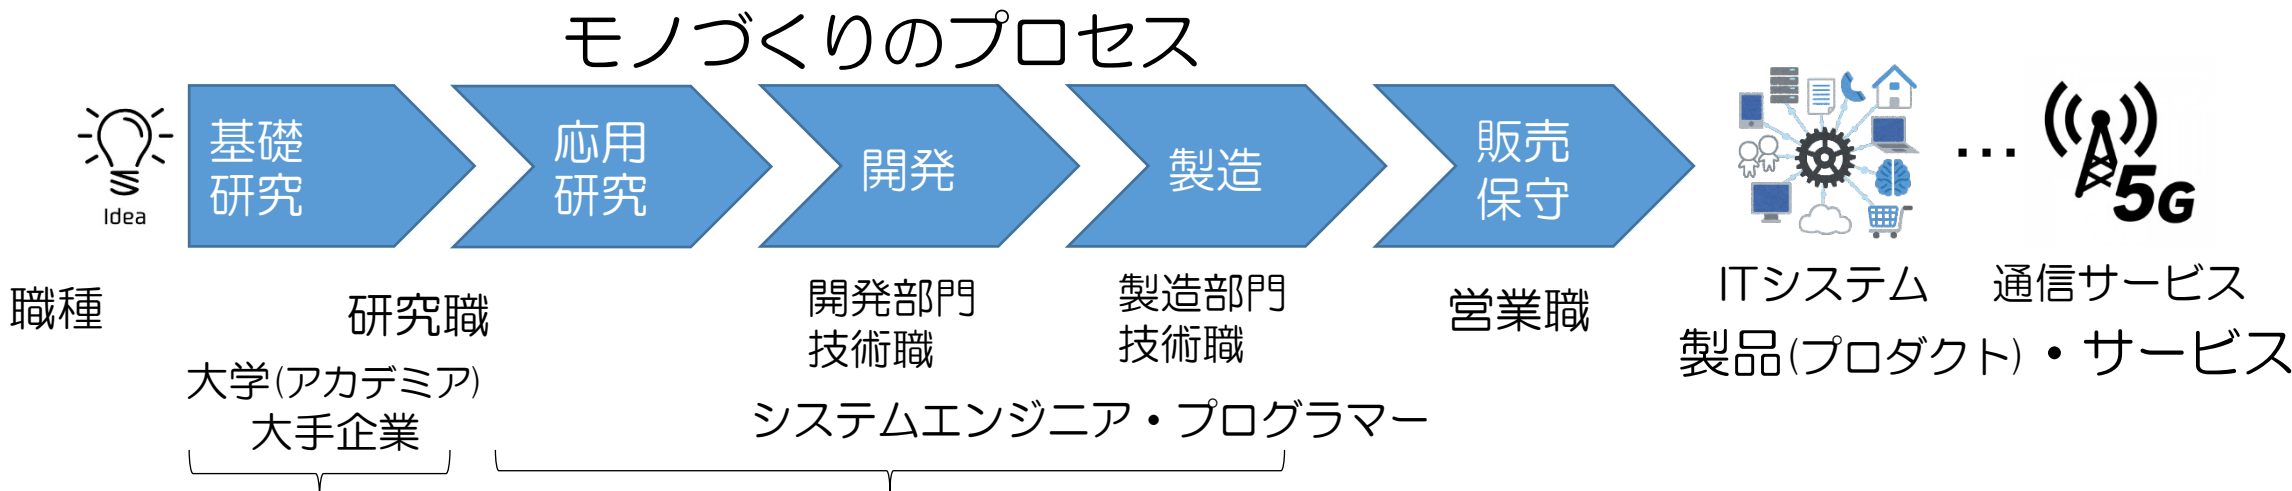 モノづくりのプロセス
Idea
基礎
研究
応用
研究
開発
製造
販売
保守
...
5G
職種
研究職
開発部門
技術職
製造部門
技術職
営業職
ITシステム
通信サービス
製品(プロダクト)・サービス
大学(アカデミア)
大手企業
システムエンジニア・プログラマー